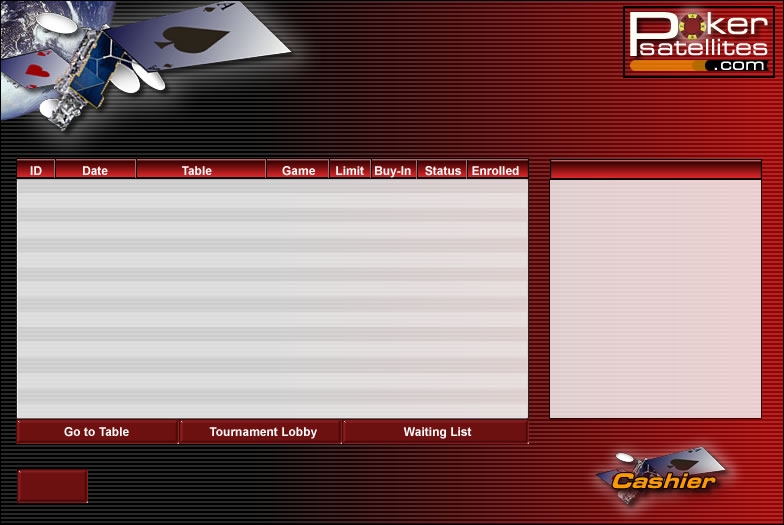 Poker
satellites
.com
ID Date Table Game Limit Buy-In Status Enrolled
Go to Table Tournament Lobby Waiting List
Cashier